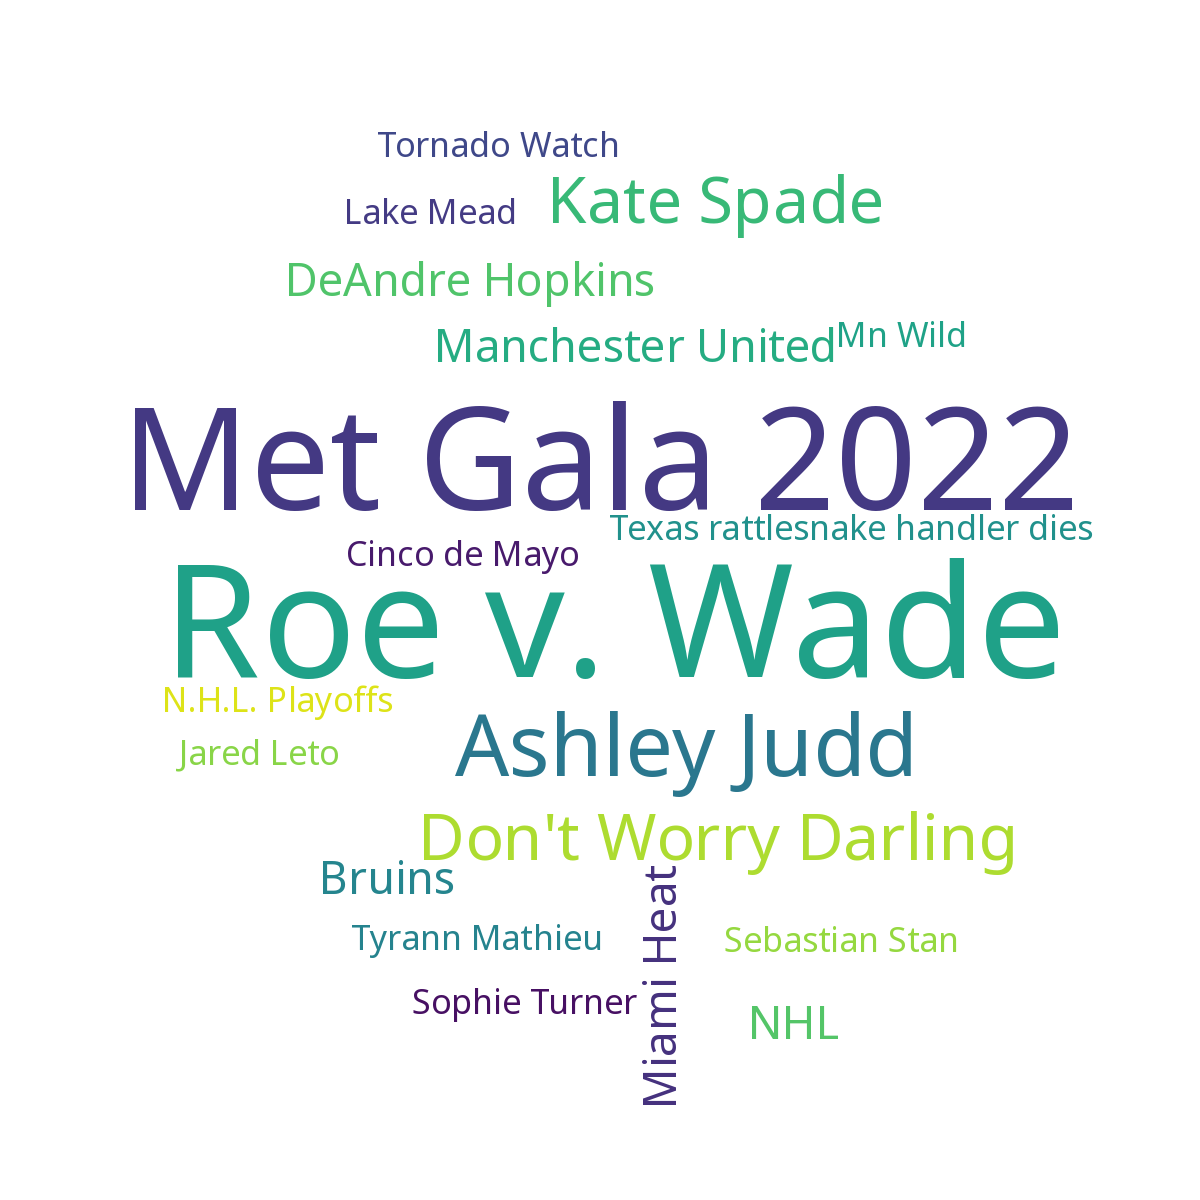 Tornado Watch
Kate Spade
Lake Mead
DeAndre Hopkins
Manchester United
Mn Wild
Met Gala 2022
Texas rattlesnake handler dies
Cinco de Mayo
Roe v. Wade
N.H.L. Playoffs
Ashley Judd
Jared Leto
Don't Worry Darling
Bruins
Miami Heat
Tyrann Mathieu
Sebastian Stan
Sophie Turner
NHL